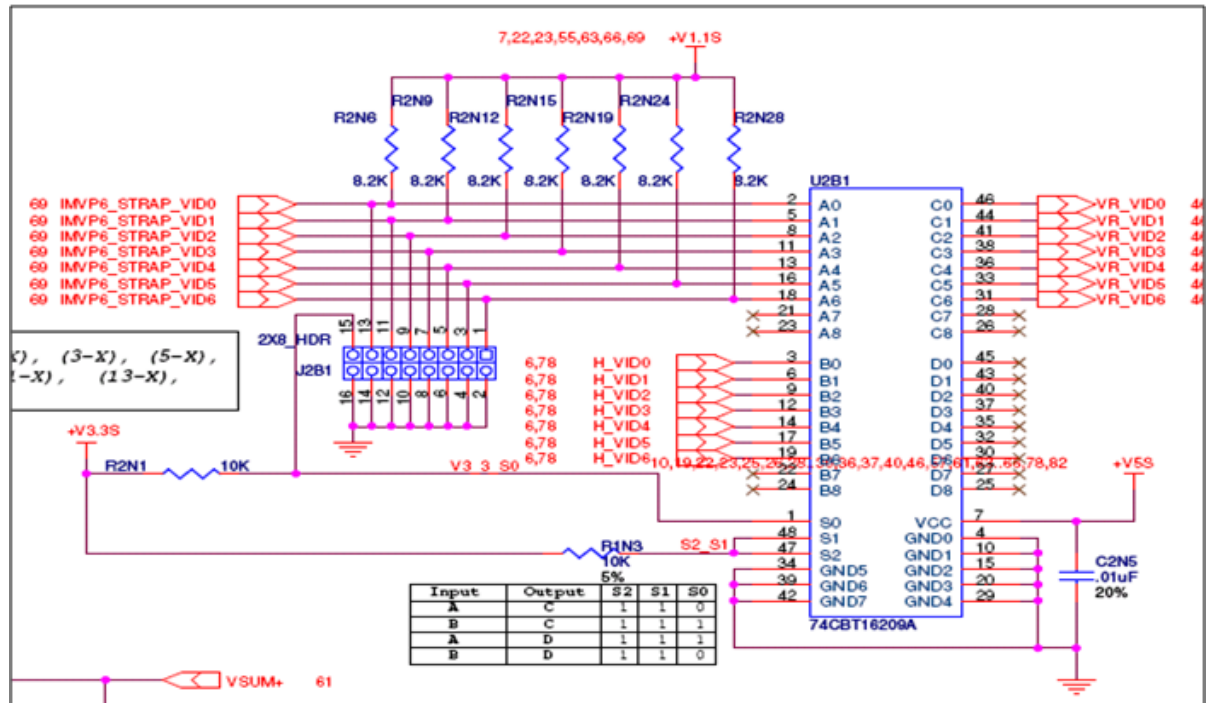 7,22,23,55,63,66,69 +V1.1S
R2N9 R2N15 R2N24
R2N6 R2N12 R2N19 R2N28
8.2K 8.2K 8.2K 8.2K 8.2K 8.2K
U2B1
69 IMVP6_STRAP_VID0 2 A0 C0 46 VR_VID0
69 IMVP6_STRAP_VID1 5 A1 C1 44 VR_VID1
69 IMVP6_STRAP_VID2 8 A2 C2 41 VR_VID2
69 IMVP6_STRAP_VID3 11 A3 C3 38 VR_VID3
69 IMVP6_STRAP_VID4 13 A4 C4 36 VR_VID4
69 IMVP6_STRAP_VID5 16 A5 C5 33 VR_VID5
69 IMVP6_STRAP_VID6 18 A6 C6 31 VR_VID6
21 A7 C7 28
23 A8 C8 26
2X8_HDR 15 13 11 9 7 5 3 1
J2B1
16 14 12 10 8 6 4 2
(3-X), (5-X),
(13-X),
6,78 H_VID0 3 B0 D0 45
6,78 H_VID1 6 B1 D1 43
6,78 H_VID2 9 B2 D2 40
6,78 H_VID3 12 B3 D3 37
6,78 H_VID4 14 B4 D4 35
6,78 H_VID5 17 B5 D5 32
6,78 H_VID6 19 B6 D6 30
22 B7 D7 27
24 B8 D8 25
+V3.3S
R2N1 10K
V3_3_S0
+V5S
1 S0 VCC 7
48 S1 GND0 4
47 S2 GND1 10
34 GND5 GND2 15
39 GND6 GND3 20
42 GND7 GND4 29
R1N3 S2_S1
10K
5%
C2N5
.01uF
20%
74CBT16209A
Input Output S2 S1 S0
A C 1 1 0
B C 1 1 1
A D 1 1 1
B D 1 1 0
VSUM+ 61